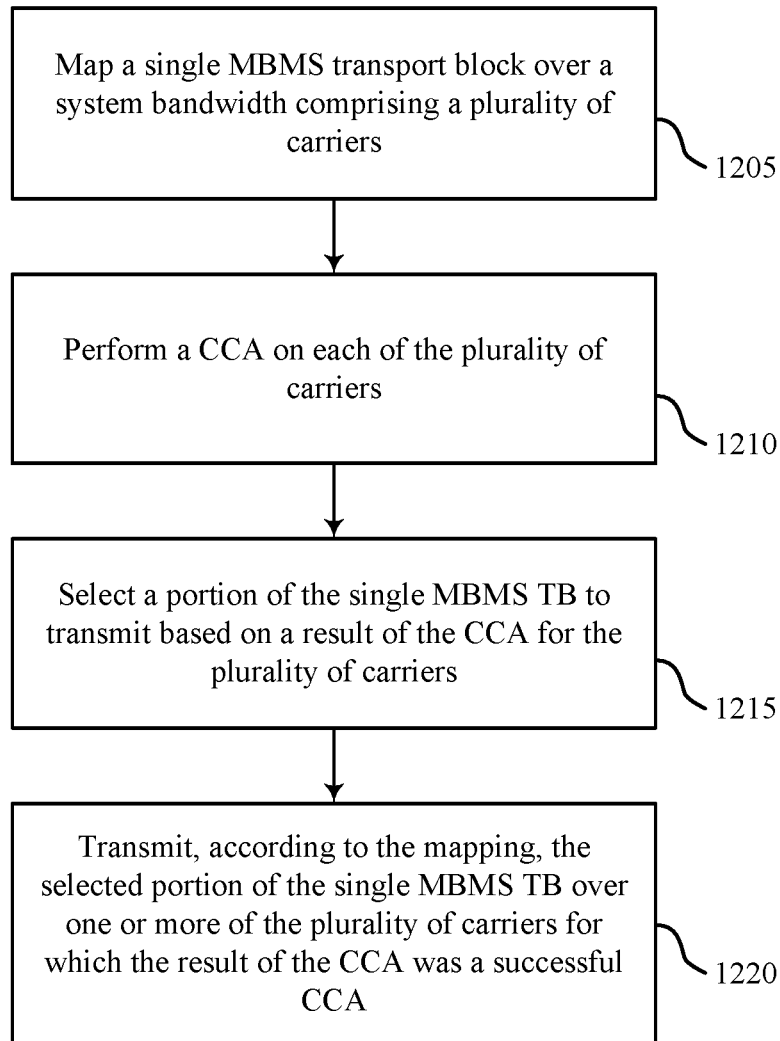 Map a single MBMS transport block over a
system bandwidth comprising a plurality of
carriers
1205
Perform a CCA on each of the plurality of
carriers
1210
Select a portion of the single MBMS TB to
transmit based on a result of the CCA for the
plurality of carriers
1215
Transmit, according to the mapping, the
selected portion of the single MBMS TB over
one or more of the plurality of carriers for
which the result of the CCA was a successful
CCA
1220